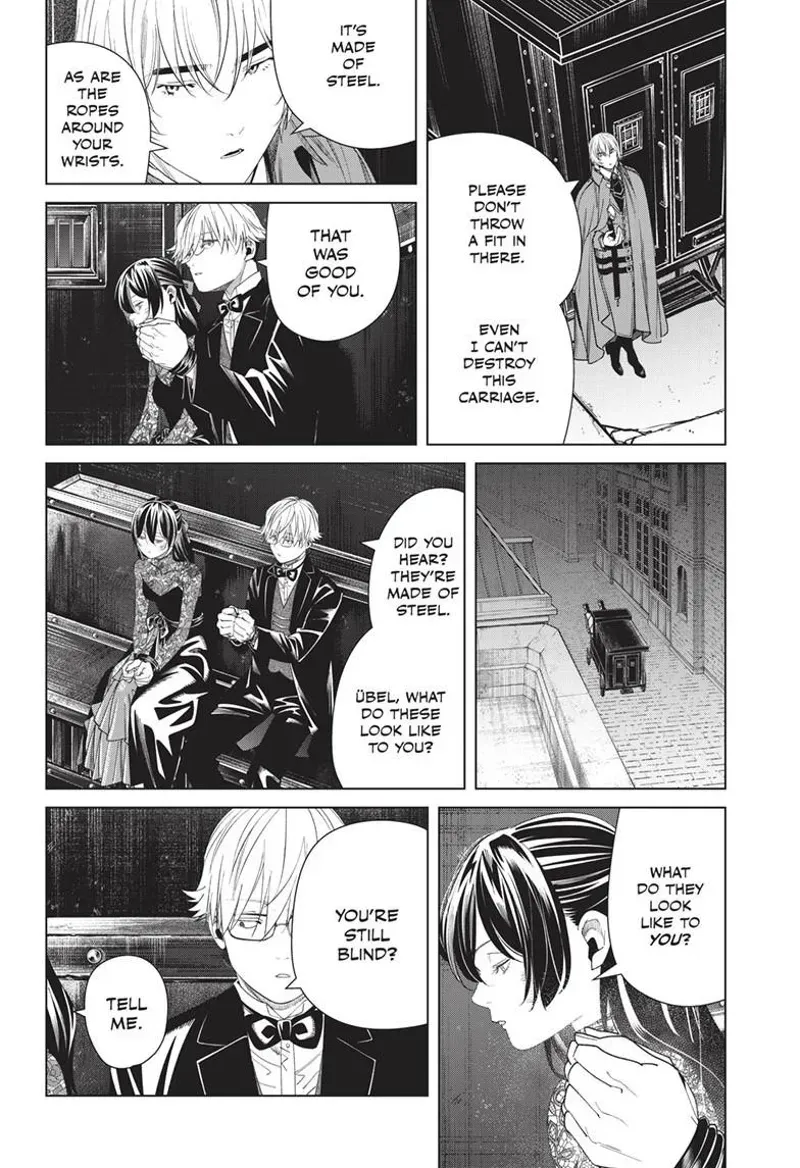 PLEASE
DON'T
THROW
A FIT IN
THERE.
EVEN
I CAN'T
DESTROY
THIS
CARRIAGE.
IT'S
MADE
OF
STEEL.
AS ARE
THE
ROPES
AROUND
YOUR
WRISTS.
THAT
WAS
GOOD
OF YOU.
DID YOU
HEAR?
THEY'RE
MADE OF
STEEL.
ÜBEL, WHAT
DO THESE
LOOK LIKE
TO YOU?
WHAT
DO THEY
LOOK
LIKE TO
YOU?
YOU'RE
STILL
BLIND?
TELL
ME.